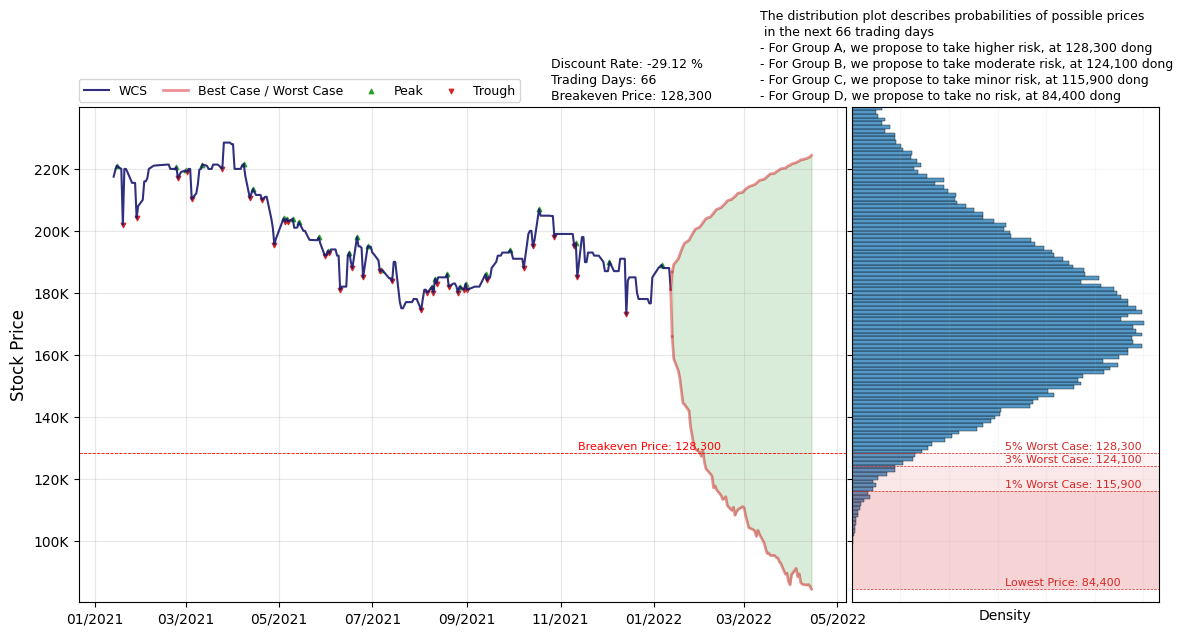 The distribution plot describes probabilities of possible prices
in the next 66 trading days
- For Group A, we propose to take higher risk, at 128,300 dong
- For Group B, we propose to take moderate risk, at 124,100 dong
- For Group C, we propose to take minor risk, at 115,900 dong
- For Group D, we propose to take no risk, at 84,400 dong
Discount Rate: -29.12 %
Trading Days: 66
Breakeven Price: 128,300
WCS
Best Case / Worst Case
Peak
Trough
Stock Price
220K
200K
180K
160K
140K
120K
100K
Breakeven Price: 128,300
5% Worst Case: 128,300
3% Worst Case: 124,100
1% Worst Case: 115,900
Lowest Price: 84,400
01/2021
03/2021
05/2021
07/2021
09/2021
11/2021
01/2022
03/2022
05/2022
Density